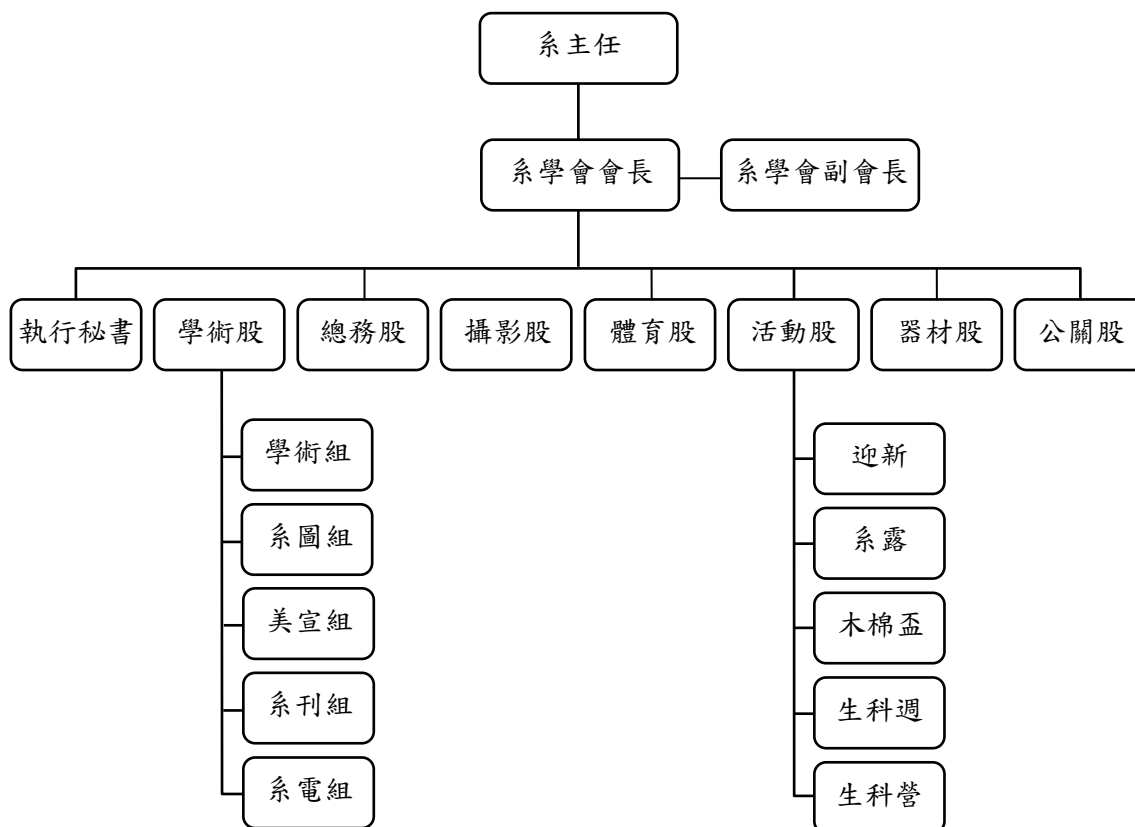 系主任
系學會會長
系學會副會長
執行秘書
學術股
總務股
攝影股
體育股
活動股
器材股
公關股
學術組
系圖組
美宣組
系刊組
系電組
迎新
系露
木棉盃
生科週
生科營